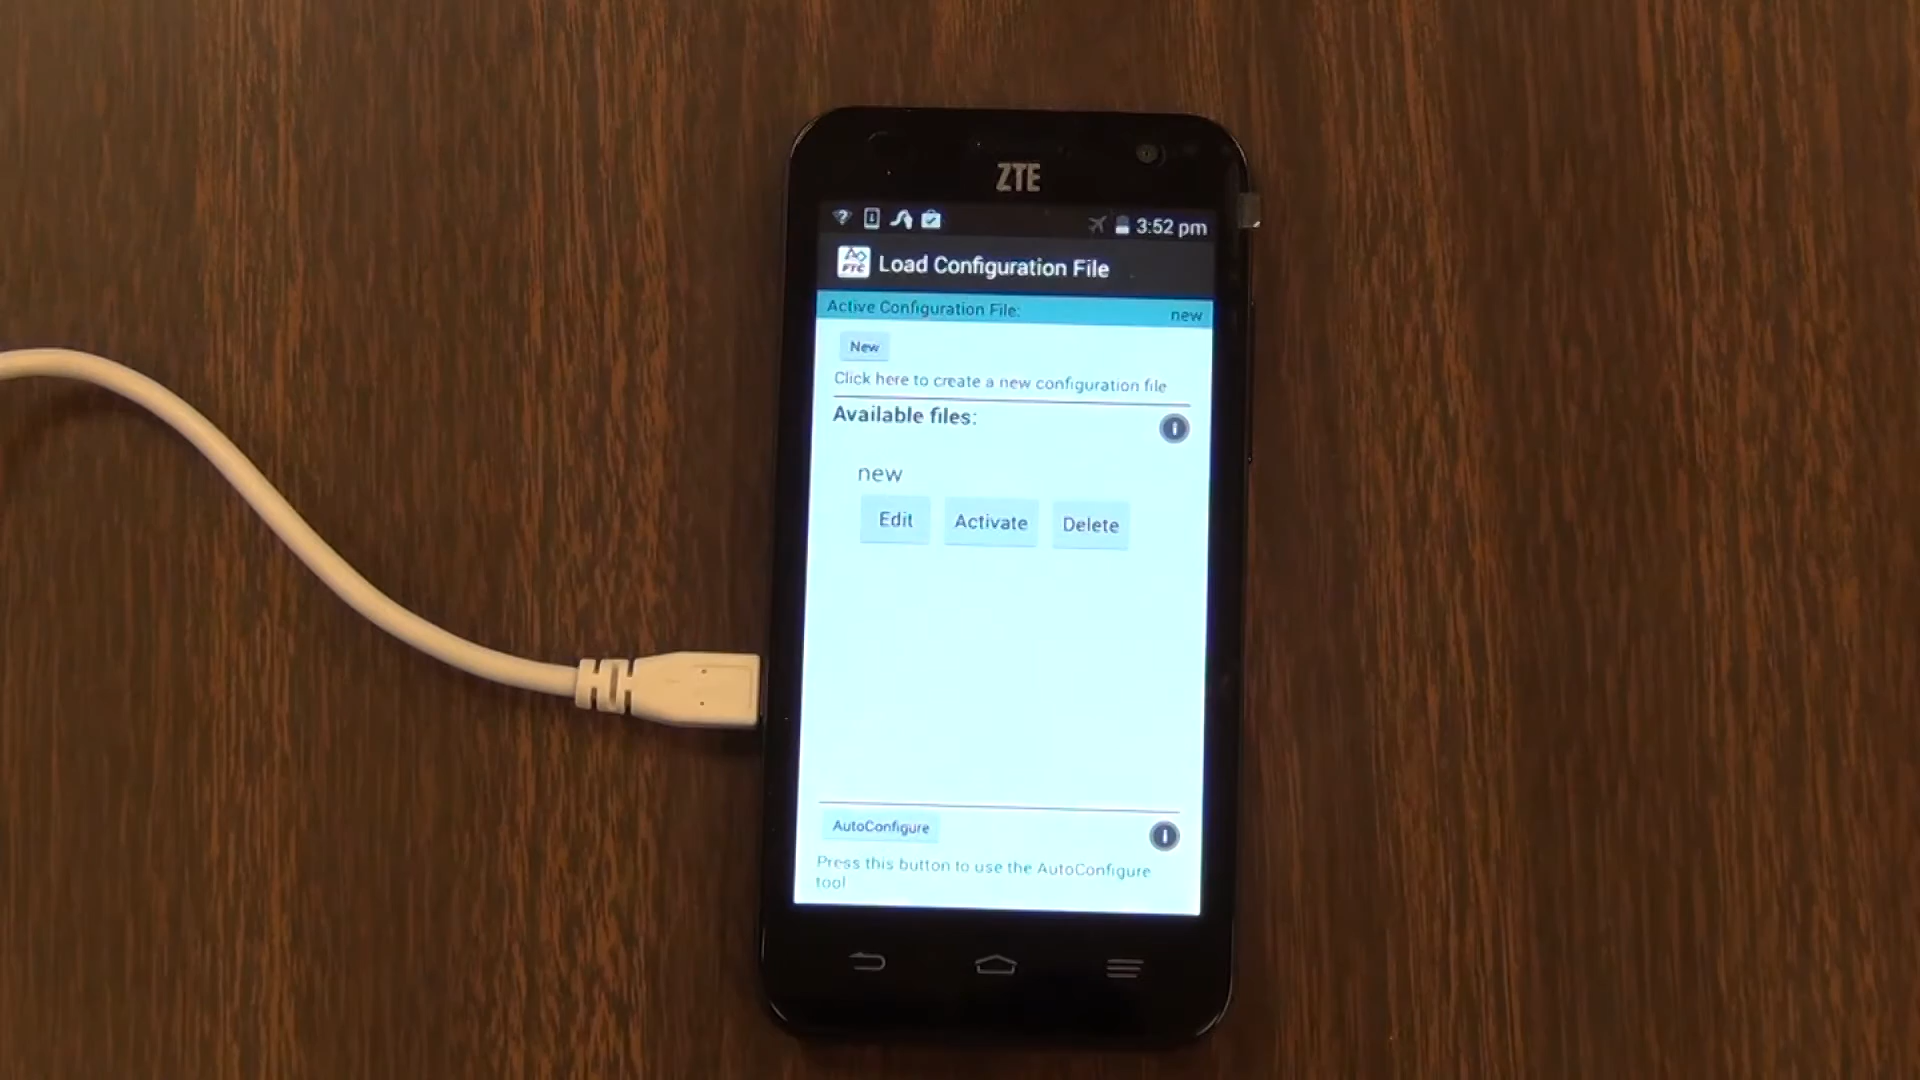 ZTE
3:52 pm
FTC
Load Configuration File
Active Configuration File:
new
New
Click here to create a new configuration file
Available files:
new
Edit
Activate
Delete
AutoConfigure
Press this button to use the AutoConfigure
tool